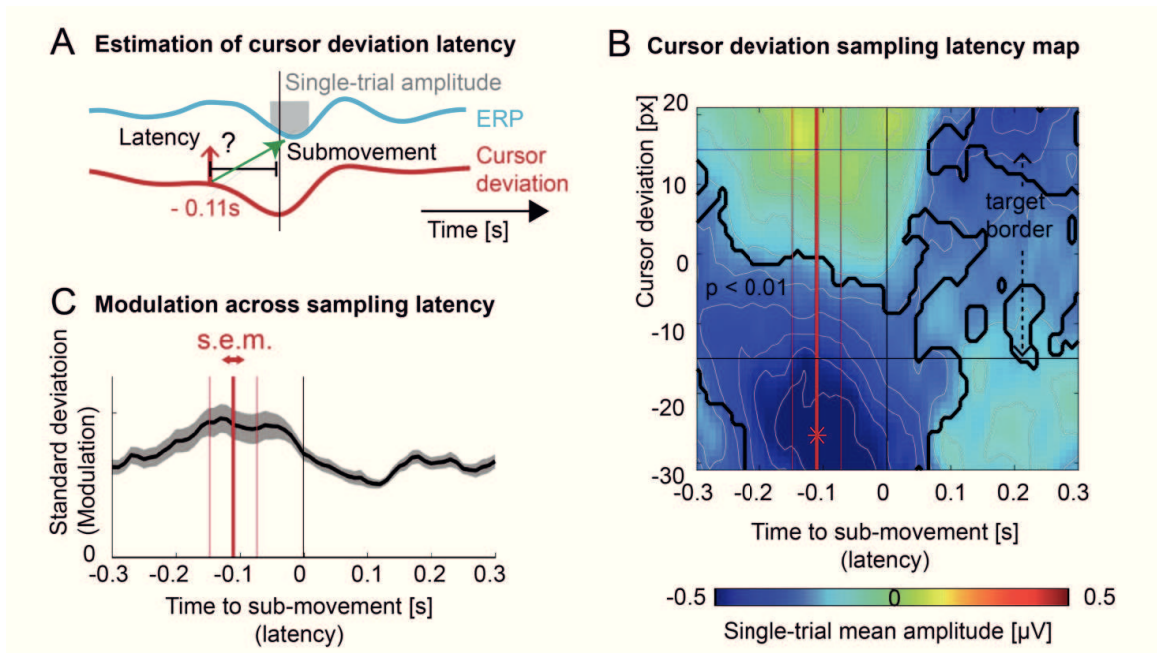 A Estimation of cursor deviation latency
Single-trial amplitude
ERP
Latency
?
Submovement
Cursor
deviation
- 0.11s
Time [s]
B Cursor deviation sampling latency map
Cursor deviation [px]
20
10
0
-10
-20
-30
target
border
p < 0.01
-0.3
-0.2
-0.1
0
0.1
0.2
0.3
Time to sub-movement [s]
(latency)
-0.5
0
0.5
Single-trial mean amplitude [µV]
C Modulation across sampling latency
s.e.m.
Standard deviatoion
(Modulation)
0
-0.3
-0.2
-0.1
0
0.1
0.2
0.3
Time to sub-movement [s]
(latency)